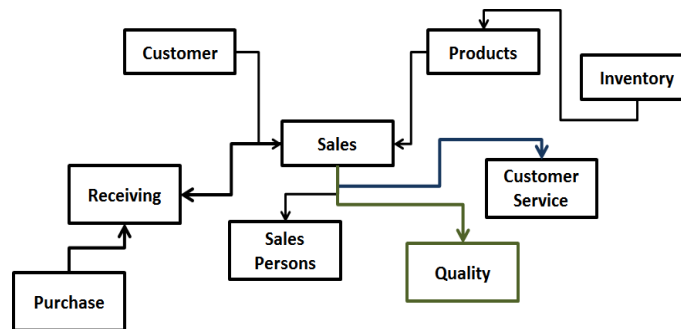 Customer
Products
Inventory
Sales
Receiving
Customer
Service
Sales
Persons
Quality
Purchase